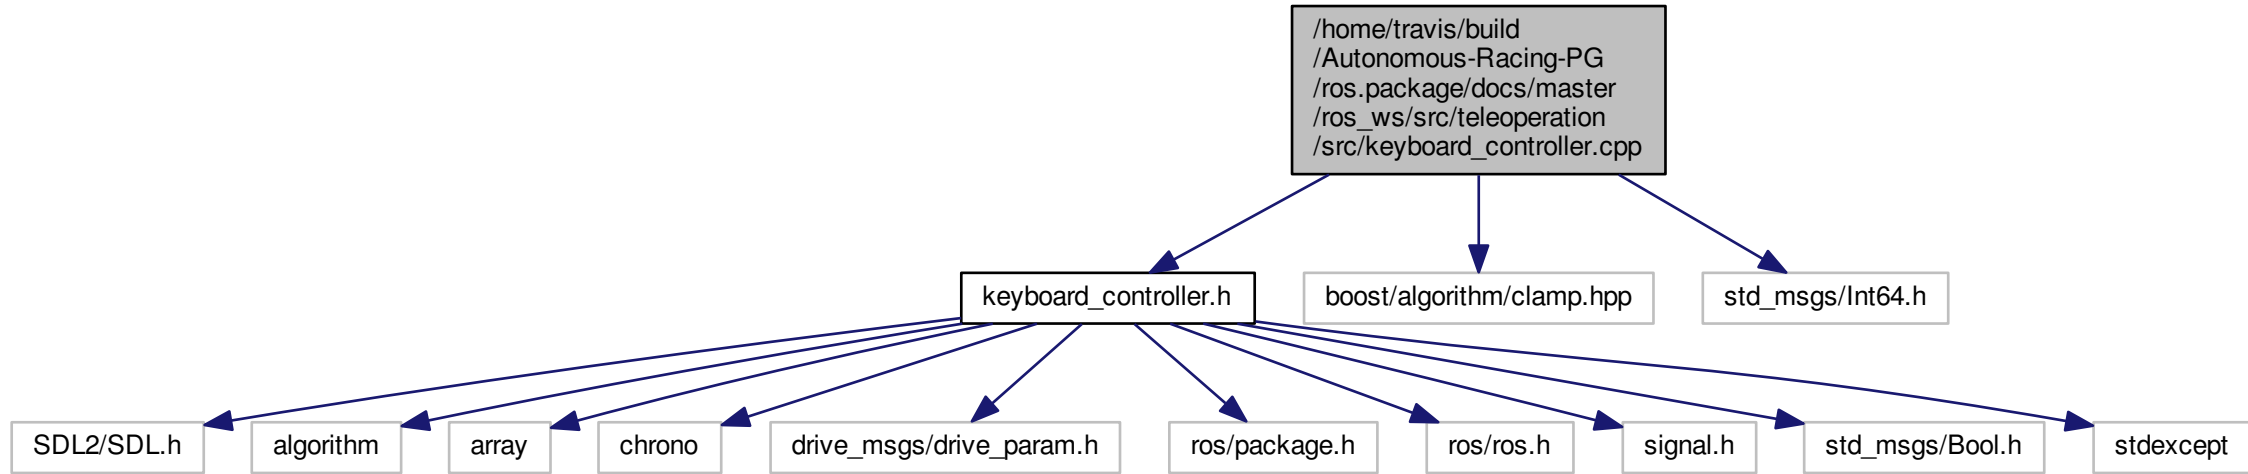 /home/travis/build
/Autonomous-Racing-PG
/ros.package/docs/master
/ros_ws/src/teleoperation
/src/keyboard_controller.cpp
keyboard_controller.h
boost/algorithm/clamp.hpp
std_msgs/Int64.h
SDL2/SDL.h
algorithm
array
chrono
drive_msgs/drive_param.h
ros/package.h
ros/ros.h
signal.h
std_msgs/Bool.h
stdexcept